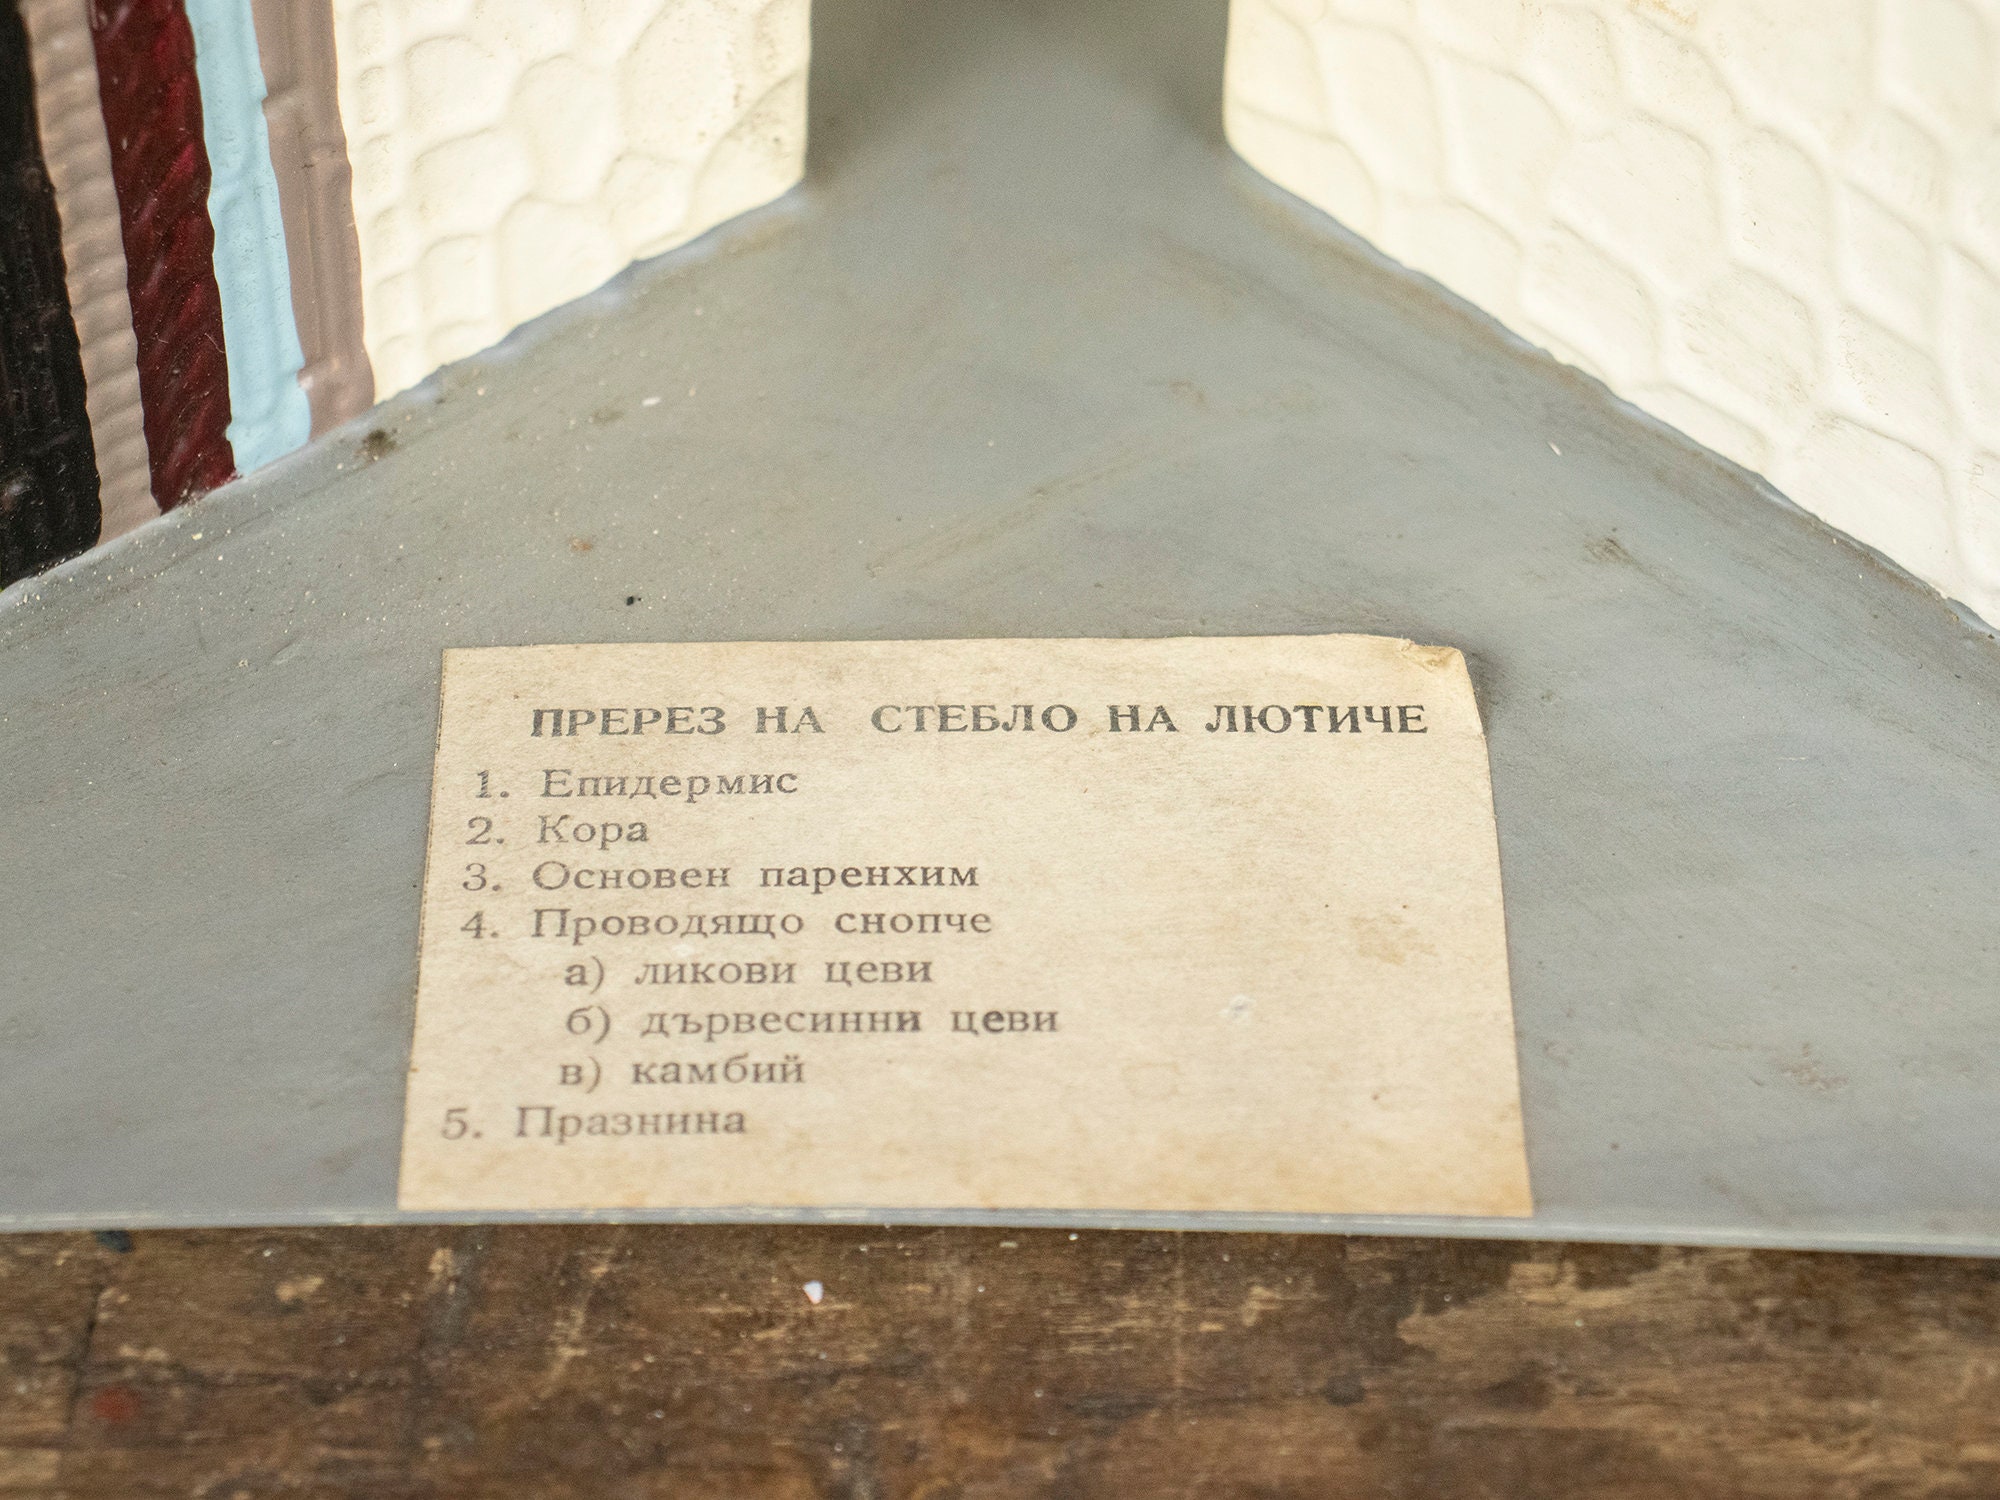 ПРЕРЕЗ НА СТЕБЛО НА ЛЮТИЧЕ
1. Епидермис
2. Кора
3. Основен паренхим
4. Проводящо снопче
а) ликови цеви
б) дървесинни цеви
в) камбий
5. Празнина